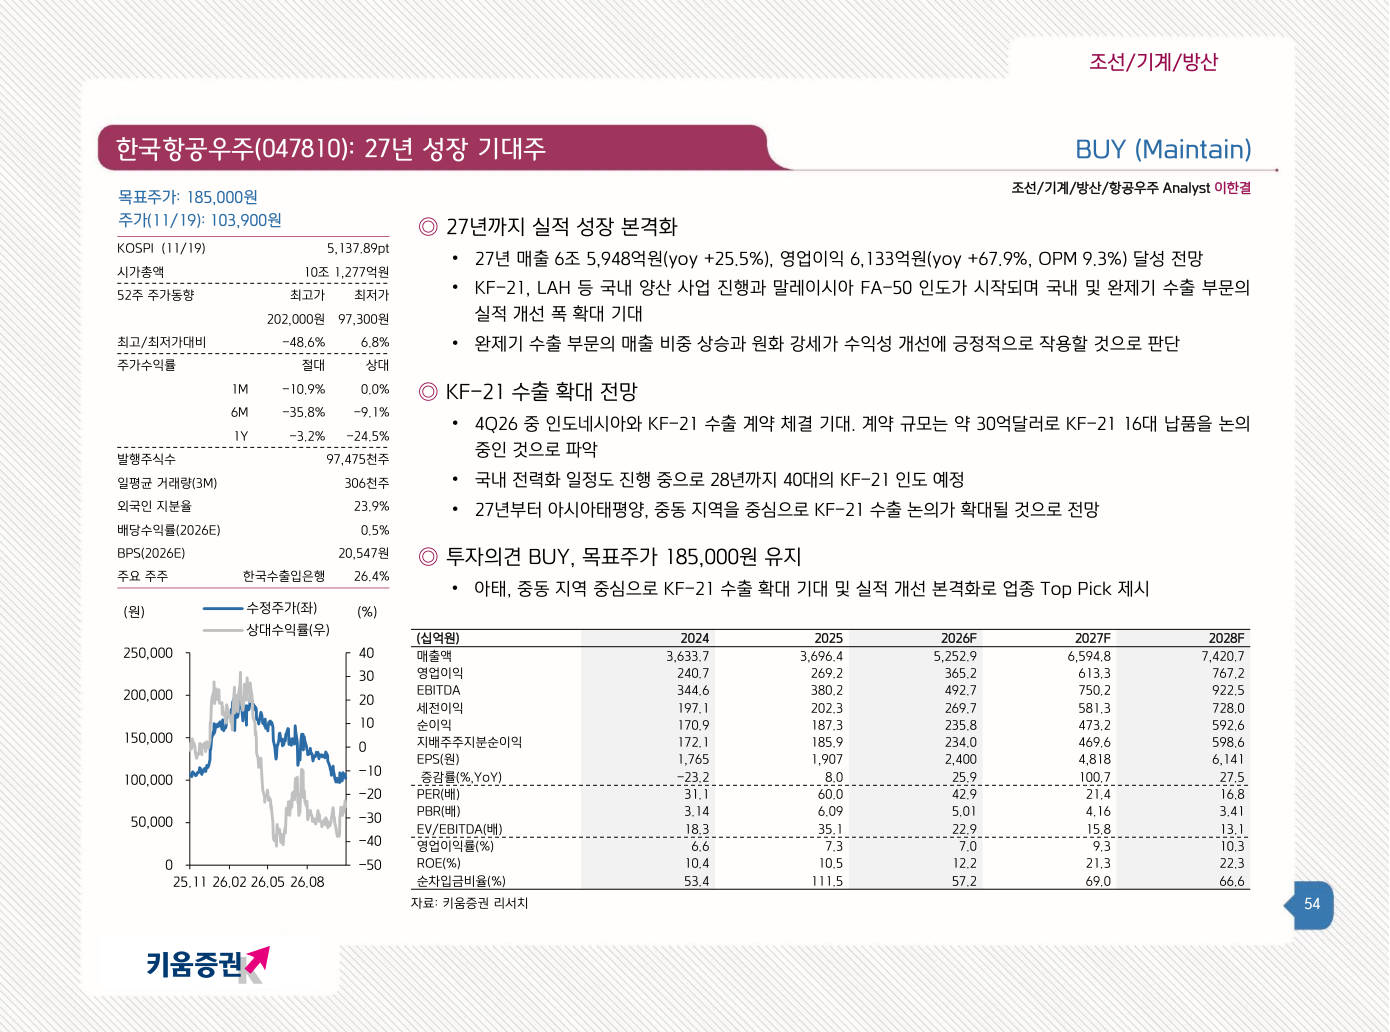 조선/기계/방산
한국항공우주(047810): 27년 성장 기대주
BUY (Maintain)
조선/기계/방산/항공우주 Analyst 이한결
목표주가: 185,000원
주가(11/19): 103,900원
KOSPI (11/19) 5,137.89pt
시가총액 10조 1,277억원
52주 주가동향 최고가 최저가
202,000원 97,300원
최고/최저가대비 -48.6% 6.8%
주가수익률 절대 상대
1M -10.9% 0.0%
6M -35.8% -9.1%
1Y -3.2% -24.5%
발행주식수 97,475천주
일평균 거래량(3M) 306천주
외국인 지분율 23.9%
배당수익률(2026E) 0.5%
BPS(2026E) 20,547원
주요 주주 한국수출입은행 26.4%
(원) 수정주가(좌) (%)
상대수익률(우)
250,000 40
30
200,000 20
10
150,000 0
100,000 -10
-20
50,000 -30
-40
0 -50
25.11 26.02 26.05 26.08
◎ 27년까지 실적 성장 본격화
• 27년 매출 6조 5,948억원(yoy +25.5%), 영업이익 6,133억원(yoy +67.9%, OPM 9.3%) 달성 전망
• KF-21, LAH 등 국내 양산 사업 진행과 말레이시아 FA-50 인도가 시작되며 국내 및 완제기 수출 부문의
실적 개선 폭 확대 기대
• 완제기 수출 부문의 매출 비중 상승과 원화 강세가 수익성 개선에 긍정적으로 작용할 것으로 판단
◎ KF-21 수출 확대 전망
• 4Q26 중 인도네시아와 KF-21 수출 계약 체결 기대. 계약 규모는 약 30억달러로 KF-21 16대 납품을 논의
중인 것으로 파악
• 국내 전력화 일정도 진행 중으로 28년까지 40대의 KF-21 인도 예정
• 27년부터 아시아태평양, 중동 지역을 중심으로 KF-21 수출 논의가 확대될 것으로 전망
◎ 투자의견 BUY, 목표주가 185,000원 유지
• 아태, 중동 지역 중심으로 KF-21 수출 확대 기대 및 실적 개선 본격화로 업종 Top Pick 제시
(십억원) 2024 2025 2026F 2027F 2028F
매출액 3,633.7 3,696.4 5,252.9 6,594.8 7,420.7
영업이익 240.7 269.2 365.2 613.3 767.2
EBITDA 344.6 380.2 492.7 750.2 922.5
세전이익 197.1 202.3 269.7 581.3 728.0
순이익 170.9 187.3 235.8 473.2 592.6
지배주주지분순이익 172.1 185.9 234.0 469.6 598.6
EPS(원) 1,765 1,907 2,400 4,818 6,141
증감률(%,YoY) -23.2 8.0 25.9 100.7 27.5
PER(배) 31.1 60.0 42.9 21.4 16.8
PBR(배) 3.14 6.09 5.01 4.16 3.41
EV/EBITDA(배) 18.3 35.1 22.9 15.8 13.1
영업이익률(%) 6.6 7.3 7.0 9.3 10.3
ROE(%) 10.4 10.5 12.2 21.3 22.3
순차입금비율(%) 53.4 111.5 57.2 69.0 66.6
자료: 키움증권 리서치
54
키움증권